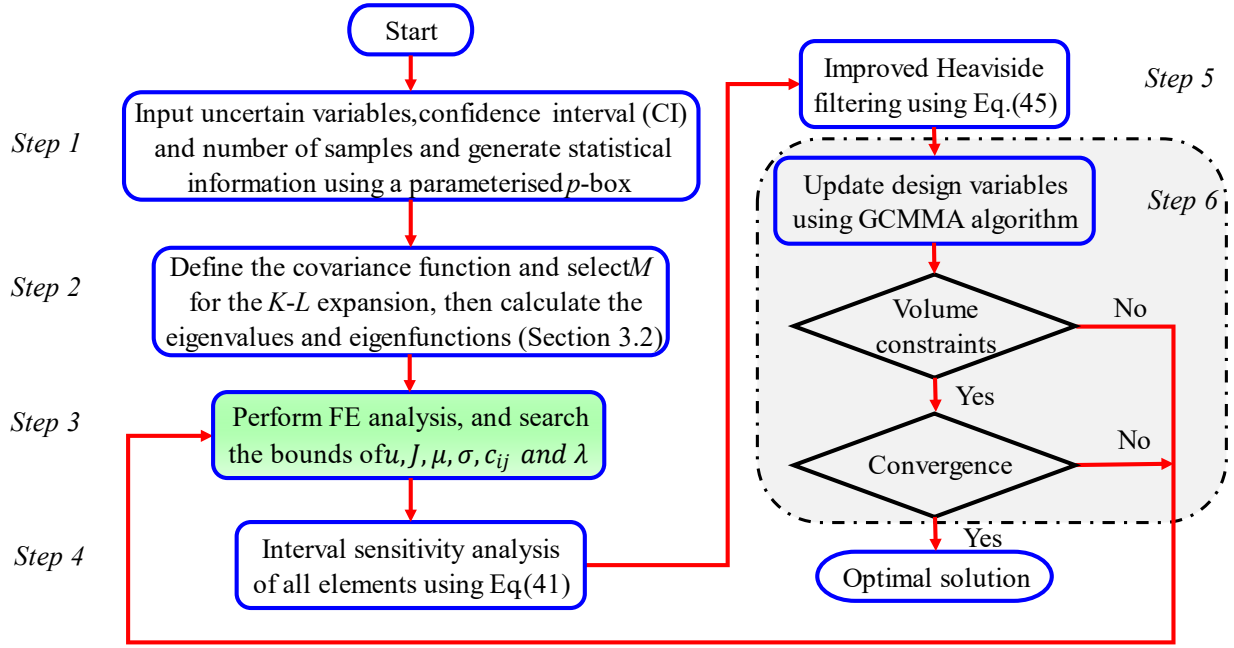 Start
Step 1
Input uncertain variables,confidence interval (CI)
and number of samples and generate statistical
information using a parameterised p-box
Step 2
Define the covariance function and select M
for the K-L expansion, then calculate the
eigenvalues and eigenfunctions (Section 3.2)
Step 3
Perform FE analysis, and search
the bounds of u, J, μ, σ, c_{ij} and λ
Step 4
Interval sensitivity analysis
of all elements using Eq.(41)
Step 5
Improved Heaviside
filtering using Eq.(45)
Step 6
Update design variables
using GCMMA algorithm
Volume
constraints
No
Yes
Convergence
No
Yes
Optimal solution